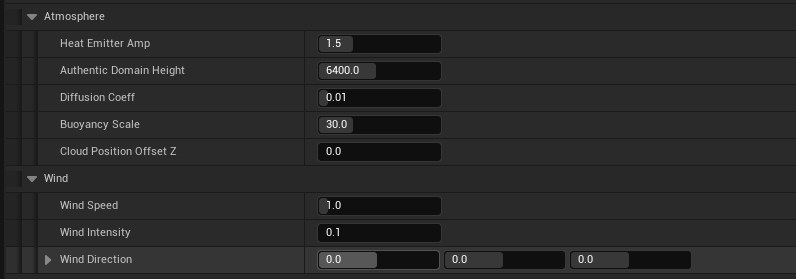 Atmosphere
Heat Emitter Amp 1.5
Authentic Domain Height 6400.0
Diffusion Coeff 0.01
Buoyancy Scale 30.0
Cloud Position Offset Z 0.0
Wind
Wind Speed 1.0
Wind Intensity 0.1
Wind Direction 0.0 0.0 0.0